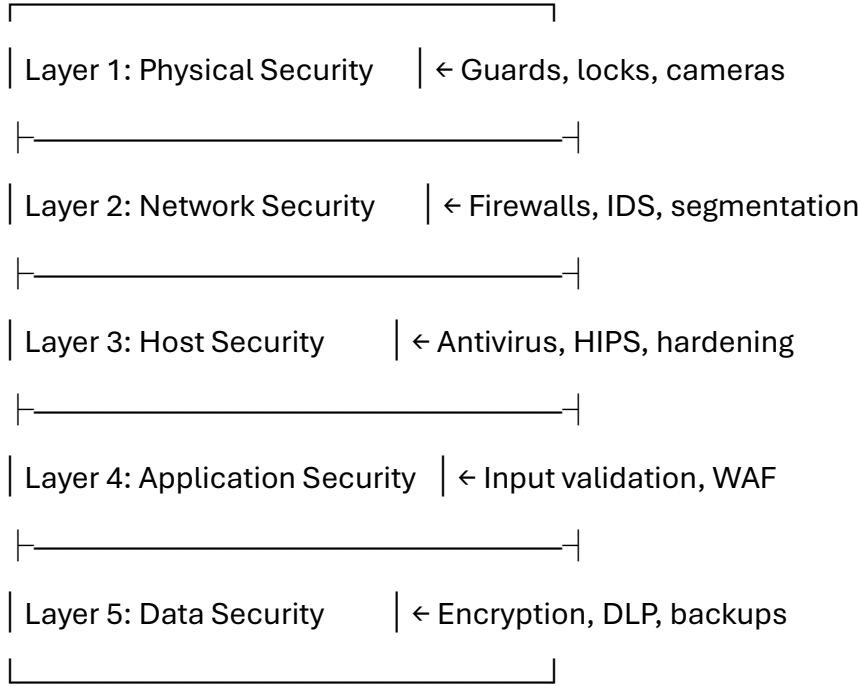 Layer 1: Physical Security ← Guards, locks, cameras
Layer 2: Network Security ← Firewalls, IDS, segmentation
Layer 3: Host Security ← Antivirus, HIPS, hardening
Layer 4: Application Security ← Input validation, WAF
Layer 5: Data Security ← Encryption, DLP, backups